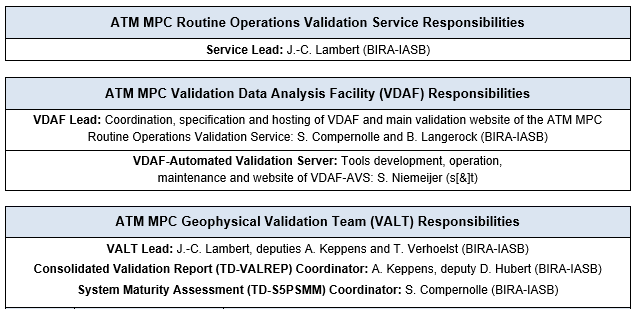 ATM MPC Routine Operations Validation Service Responsibilities
Service Lead: J.-C. Lambert (BIRA-IASB)
ATM MPC Validation Data Analysis Facility (VDAF) Responsibilities
VDAF Lead: Coordination, specification and hosting of VDAF and main validation website of the ATM MPC
Routine Operations Validation Service: S. Compernolle and B. Langerock (BIRA-IASB)
VDAF-Automated Validation Server: Tools development, operation,
maintenance and website of VDAF-AVS: S. Niemeijer (s[&]t)
ATM MPC Geophysical Validation Team (VALT) Responsibilities
VALT Lead: J.-C. Lambert, deputies A. Keppens and T. Verhoelst (BIRA-IASB)
Consolidated Validation Report (TD-VALREP) Coordinator: A. Keppens, deputy D. Hubert (BIRA-IASB)
System Maturity Assessment (TD-S5PSMM) Coordinator: S. Compernolle (BIRA-IASB)